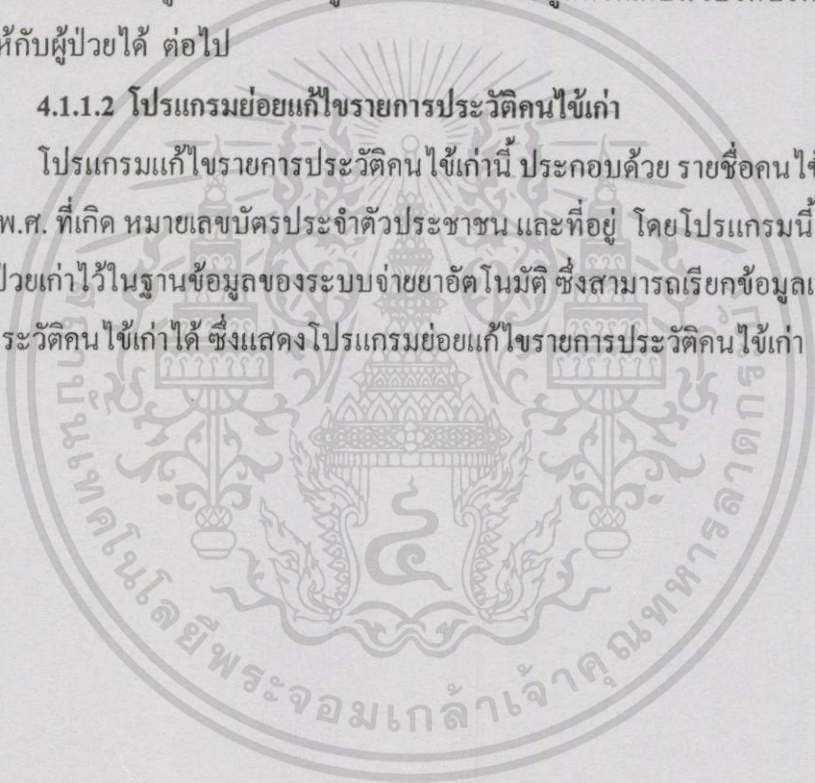 ห้กับผู้ป่วยได้ ต่อไป
4.1.1.2 โปรแกรมย่อยแก้ไขรายการประวัติคนไข้เก่า
โปรแกรมแก้ไขรายการประวัติคนไข้เก่านี้ ประกอบด้วย รายชื่อคนไข้
พ.ศ. ที่เกิด หมายเลขบัตรประจำตัวประชาชน และที่อยู่ โดยโปรแกรมนี้
ป่วยเก่าไว้ในฐานข้อมูลของระบบจ่ายยาอัตโนมัติ ซึ่งสามารถเรียกข้อมูลเ
ระวัติคนไข้เก่าได้ ซึ่งแสดงโปรแกรมย่อยแก้ไขรายการประวัติคนไข้เก่า
สถาบันเทคโนโลยีพระจอมเกล้าเจ้าคุณทหารลาดกระบัง